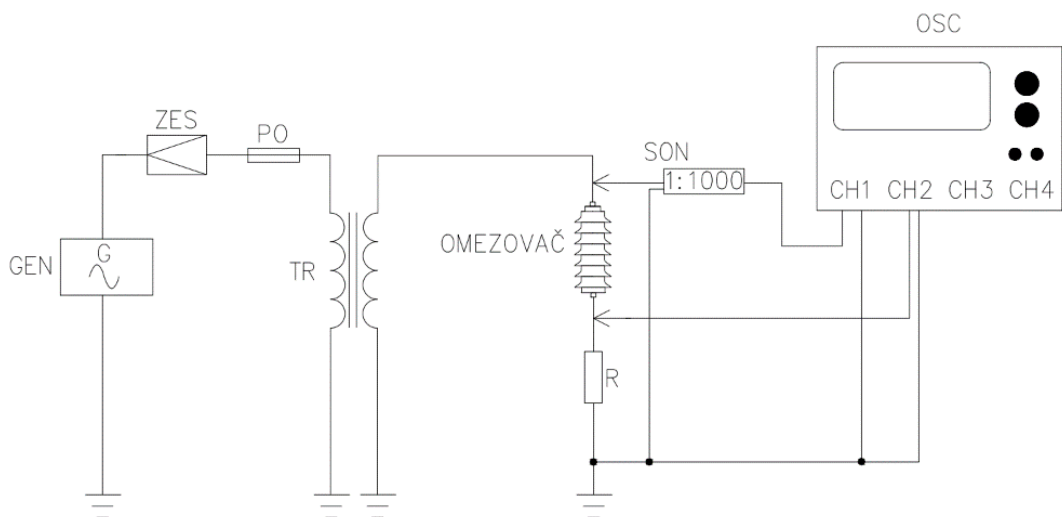 OSC
ZES
PO
SON
1:1000
CH1 CH2 CH3 CH4
G
GEN
TR
OMEZOVAČ
R